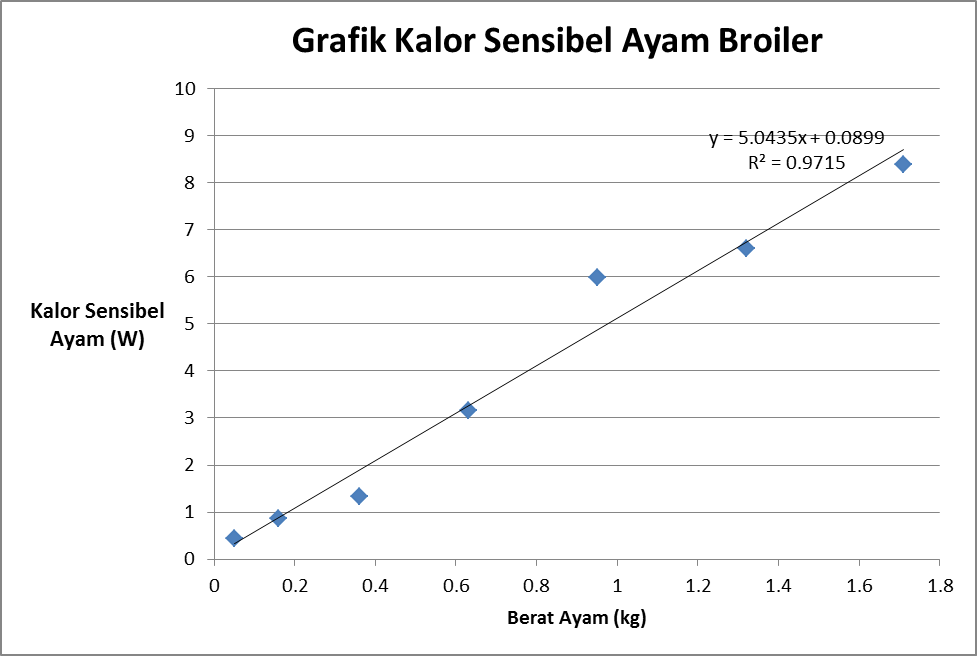 Grafik Kalor Sensibel Ayam Broiler
10
9
8
7
6
5
4
3
2
1
0
Kalor Sensibel
Ayam (W)
y = 5.0435x + 0.0899
R² = 0.9715
0 0.2 0.4 0.6 0.8 1 1.2 1.4 1.6 1.8
Berat Ayam (kg)